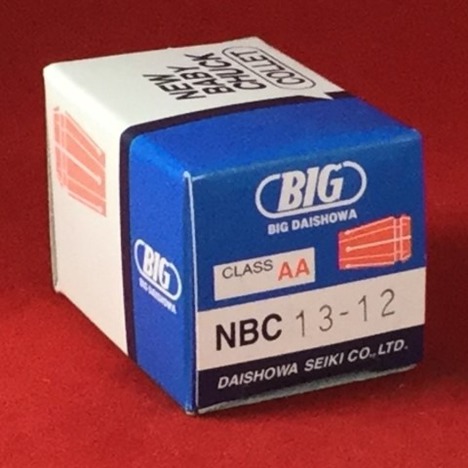 NEW
BABY
CHUCK
COLLET
BIG
BIG DAISHOWA
BIG
BIG DAISHOWA
CLASS AA
NBC 13-12
DAISHOWA SEIKI CO., LTD.